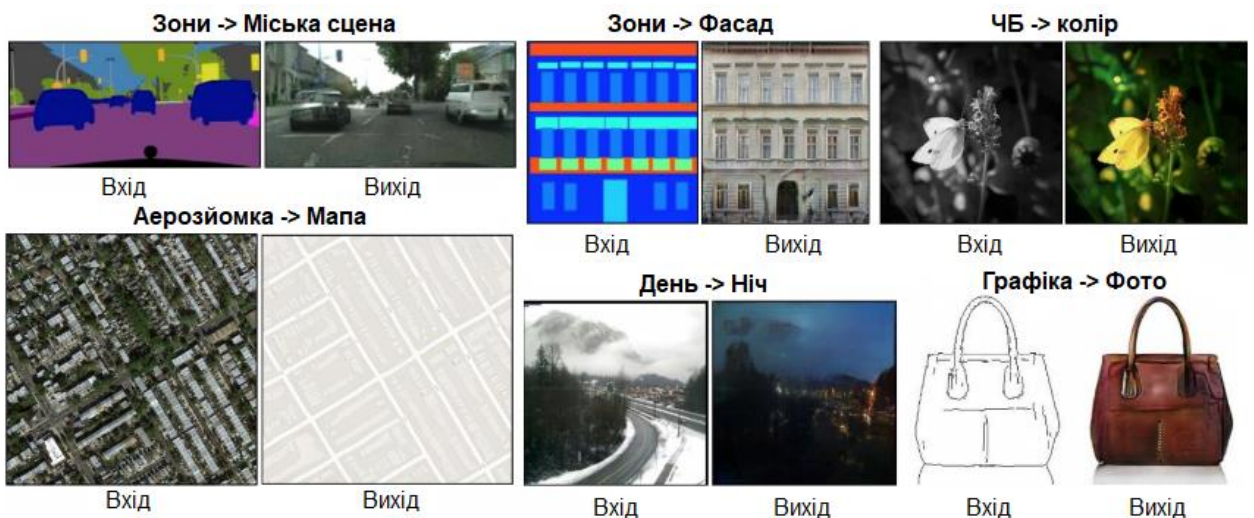 Зони -> Міська сцена
Вхід
Вихід
Зони -> Фасад
Вхід
Вихід
ЧБ -> колір
Вхід
Вихід
Аерозйомка -> Мапа
Вхід
Вихід
День -> Ніч
Вхід
Вихід
Графіка -> Фото
Вхід
Вихід